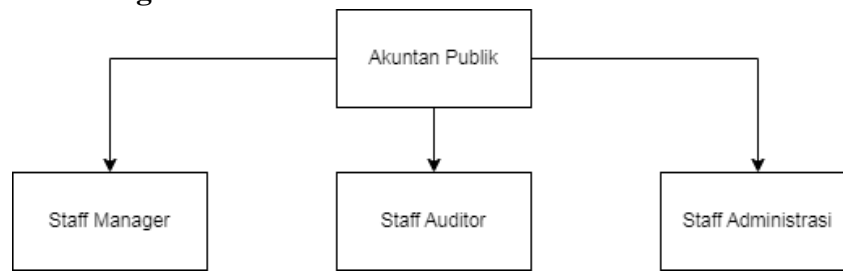 Akuntan Publik
Staff Manager
Staff Auditor
Staff Administrasi